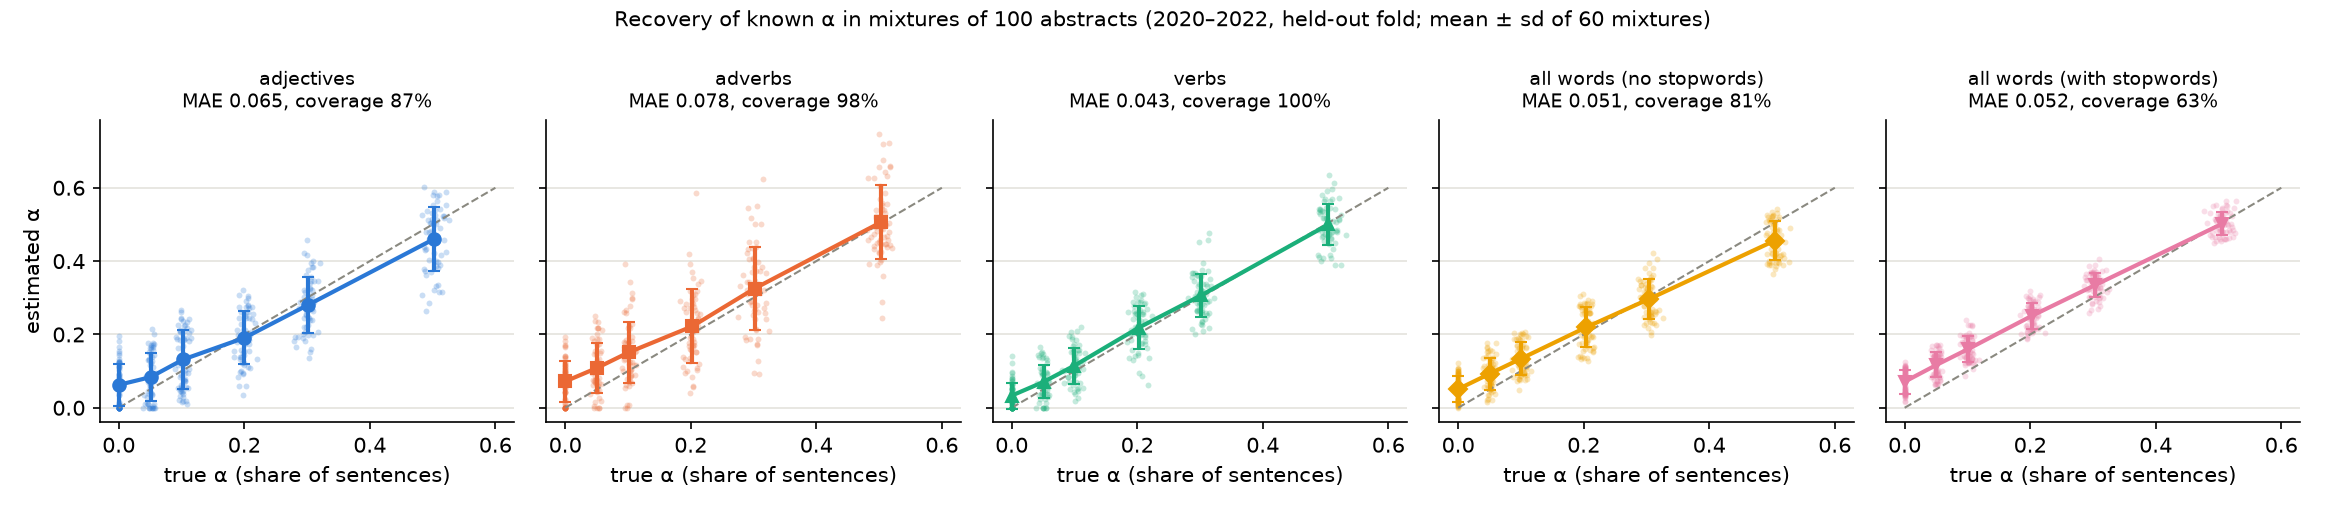 Recovery of known α in mixtures of 100 abstracts (2020–2022, held-out fold; mean ± sd of 60 mixtures)
adjectives
MAE 0.065, coverage 87%
adverbs
MAE 0.078, coverage 98%
verbs
MAE 0.043, coverage 100%
all words (no stopwords)
MAE 0.051, coverage 81%
all words (with stopwords)
MAE 0.052, coverage 63%
estimated α
0.6
0.4
0.2
0.0
0.0 0.2 0.4 0.6
true α (share of sentences)
0.0 0.2 0.4 0.6
true α (share of sentences)
0.0 0.2 0.4 0.6
true α (share of sentences)
0.0 0.2 0.4 0.6
true α (share of sentences)
0.0 0.2 0.4 0.6
true α (share of sentences)